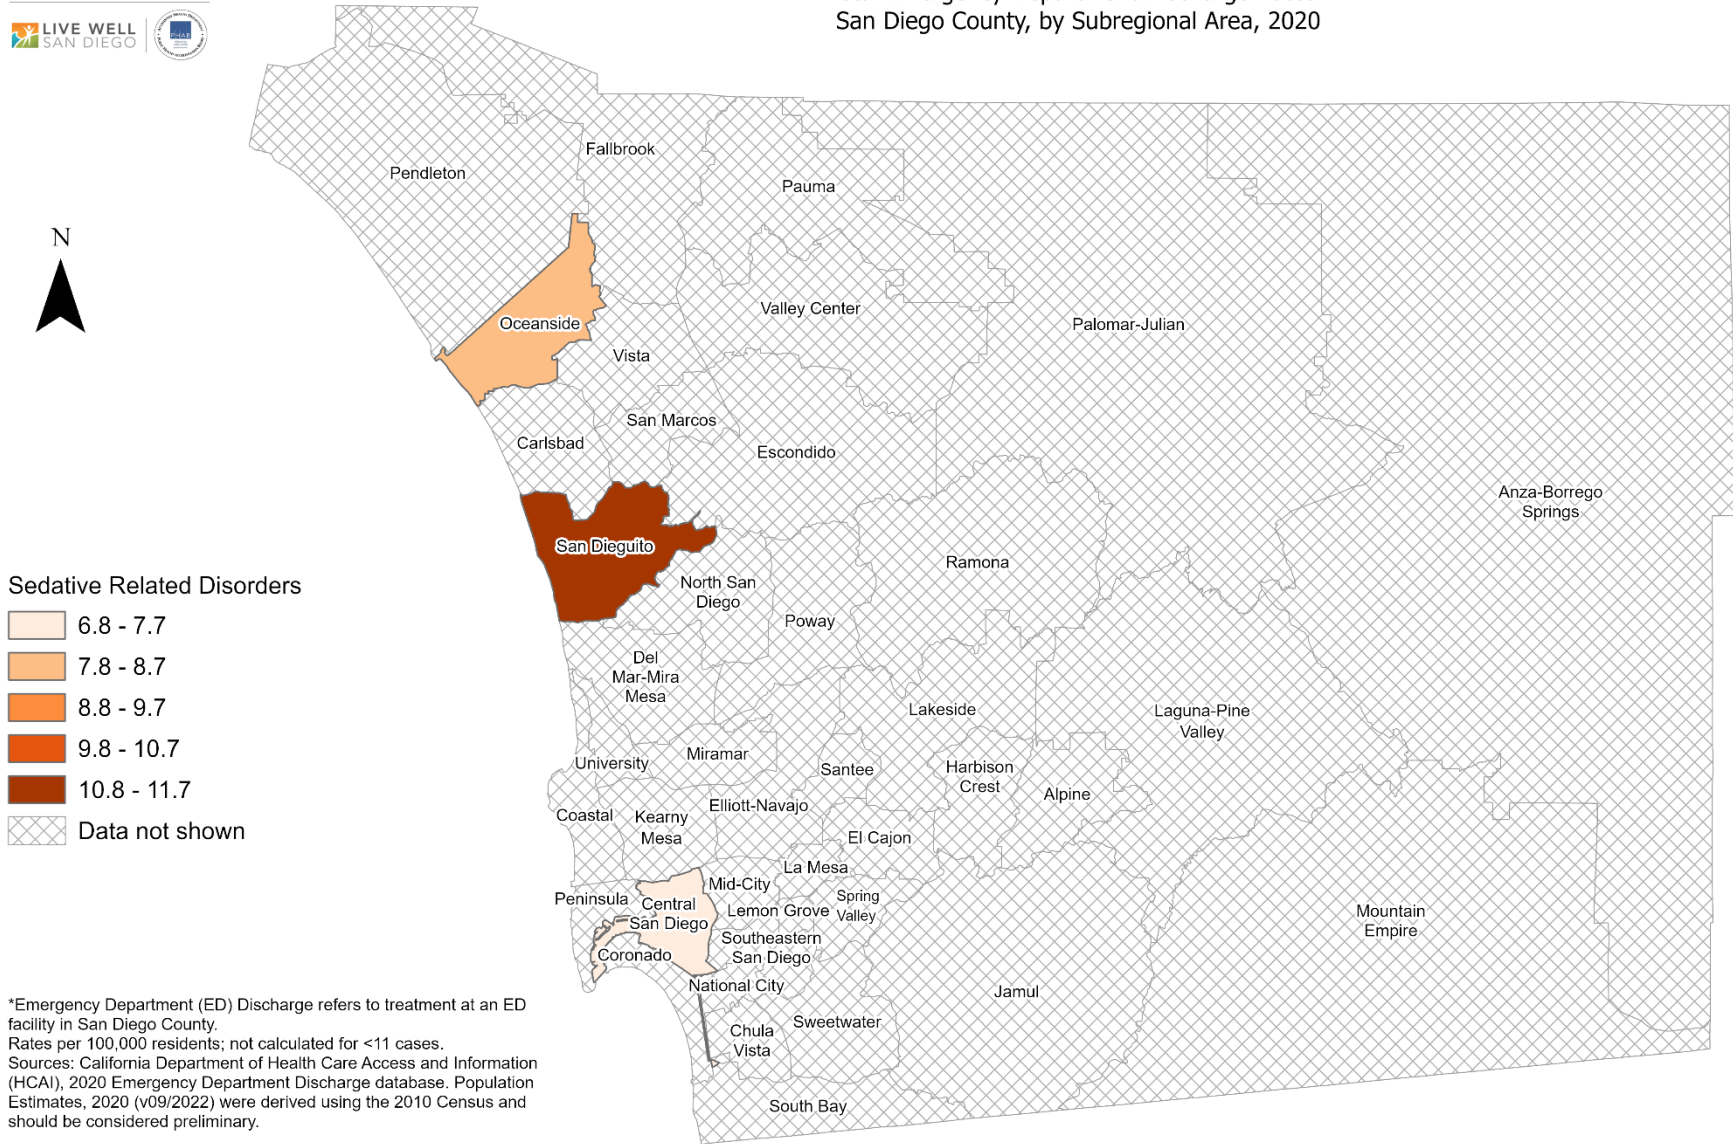 LIVE WELL
SAN DIEGO
PHAB
San Diego County, by Subregional Area, 2020
N
Fallbrook
Pendleton
Pauma
Oceanside
Valley Center
Palomar-Julian
Vista
San Marcos
Carlsbad
Escondido
Anza-Borrego
Springs
San Dieguito
Ramona
North San
Diego
Poway
Del
Mar-Mira
Mesa
Lakeside
Laguna-Pine
Valley
University
Miramar
Santee
Harbison
Crest
Alpine
Coastal
Kearny
Mesa
Elliott-Navajo
El Cajon
La Mesa
Mid-City
Peninsula
Central
San Diego
Lemon Grove
Spring
Valley
Mountain
Empire
Southeastern
San Diego
Coronado
National City
Jamul
Chula
Vista
Sweetwater
South Bay
Sedative Related Disorders
6.8 - 7.7
7.8 - 8.7
8.8 - 9.7
9.8 - 10.7
10.8 - 11.7
Data not shown
*Emergency Department (ED) Discharge refers to treatment at an ED
facility in San Diego County.
Rates per 100,000 residents; not calculated for <11 cases.
Sources: California Department of Health Care Access and Information
(HCAI), 2020 Emergency Department Discharge database. Population
Estimates, 2020 (v09/2022) were derived using the 2010 Census and
should be considered preliminary.